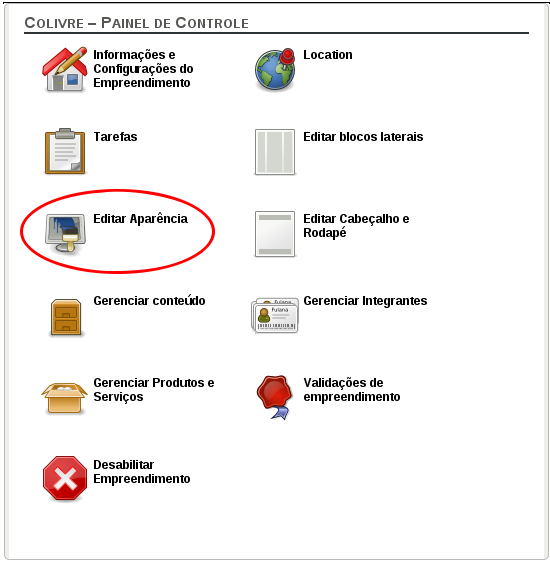 COLIVRE – PAINEL DE CONTROLE
Informações e
Configurações do
Empreendimento
Location
Tarefas
Editar blocos laterais
Editar Aparência
Editar Cabeçalho e
Rodapé
Gerenciar conteúdo
Fulana
Fulana
Gerenciar Integrantes
Gerenciar Produtos e
Serviços
Validações de
empreendimento
Desabilitar
Empreendimento